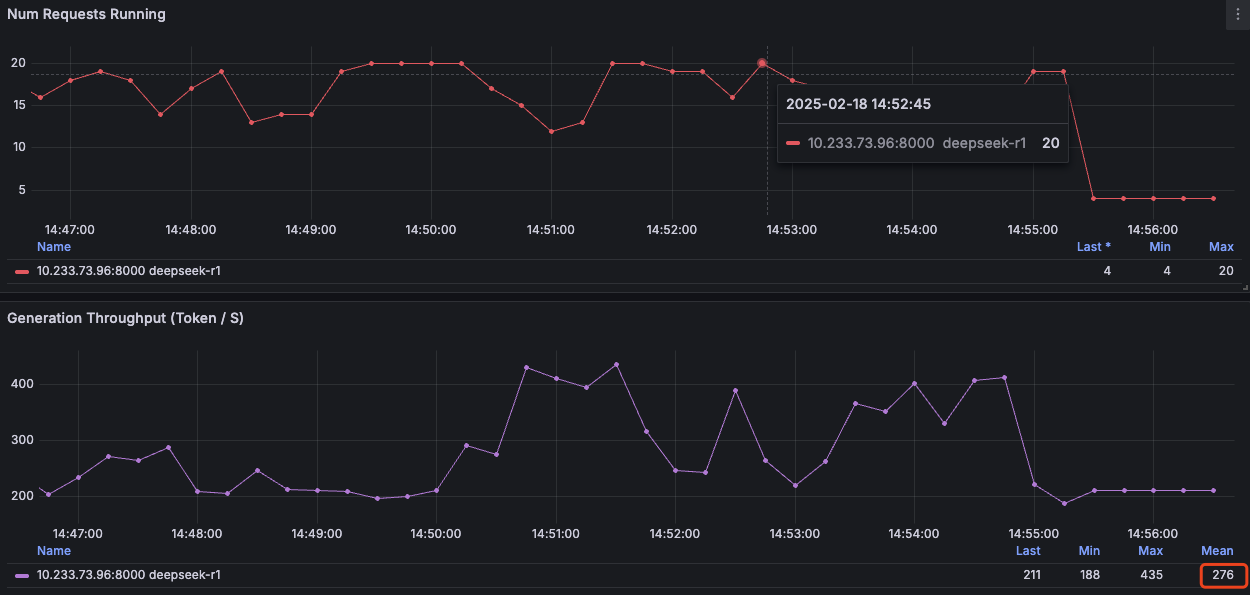 Num Requests Running
20
15
10
5
2025-02-18 14:52:45
10.233.73.96:8000 deepseek-r1 20
14:47:00 14:48:00 14:49:00 14:50:00 14:51:00 14:52:00 14:53:00 14:54:00 14:55:00 14:56:00
Name Last * Min Max
10.233.73.96:8000 deepseek-r1 4 4 20
Generation Throughput (Token / S)
400
300
200
14:47:00 14:48:00 14:49:00 14:50:00 14:51:00 14:52:00 14:53:00 14:54:00 14:55:00 14:56:00
Name Last Min Max Mean
10.233.73.96:8000 deepseek-r1 211 188 435 276